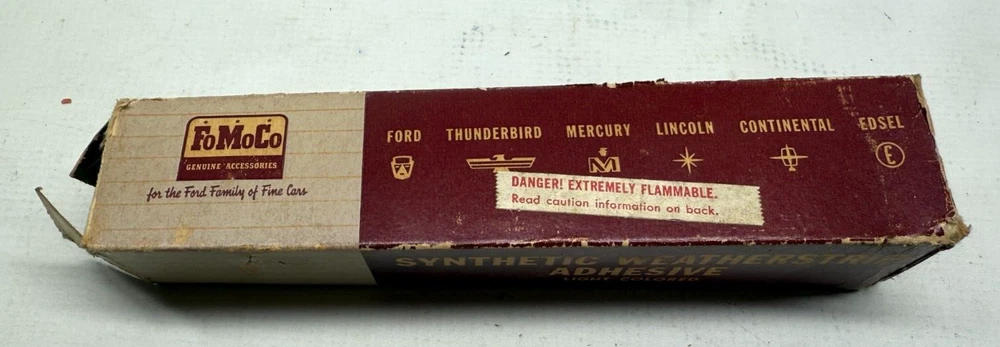 FoMoCo
GENUINE ACCESSORIES
for the Ford Family of Fine Cars
FORD THUNDERBIRD MERCURY LINCOLN CONTINENTAL EDSEL
M
E
DANGER! EXTREMELY FLAMMABLE.
Read caution information on back.
SYNTHETIC WEATHERSTRIP
ADHESIVE
LIGHT COLORED